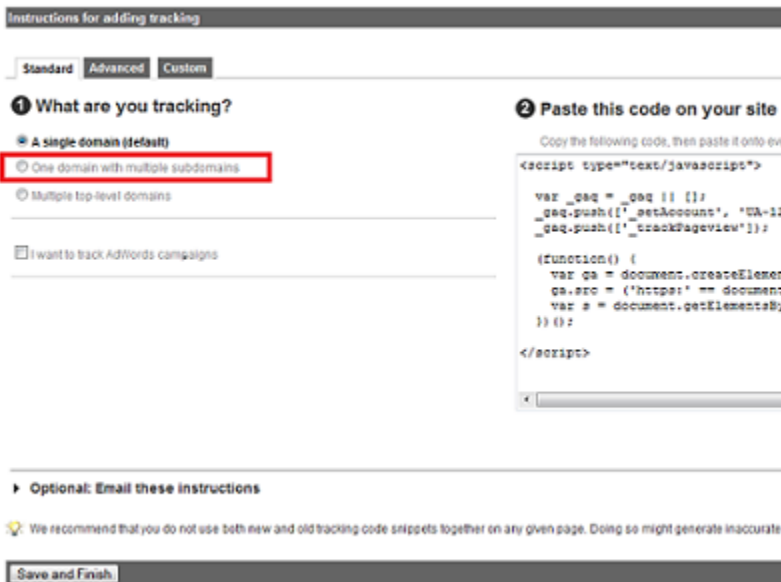 Instructions for adding tracking
Standard Advanced Custom
1 What are you tracking?
A single domain (default)
One domain with multiple subdomains
Multiple top-level domains
I want to track AdWords campaigns
2 Paste this code on your site
Copy the following code, then paste it onto
<script type="text/javascript">
var _gaq = _gaq || [];
_gaq.push(['_setAccount', 'UA-12
_gaq.push(['_trackPageview']);
(function() {
var ga = document.createElemen
ga.src = ('https:' == document
var s = document.getElementsBy
})();
</script>
Optional: Email these instructions
We recommend that you do not use both new and old tracking code snippets together on any given page. Doing so might generate inaccurate
Save and Finish